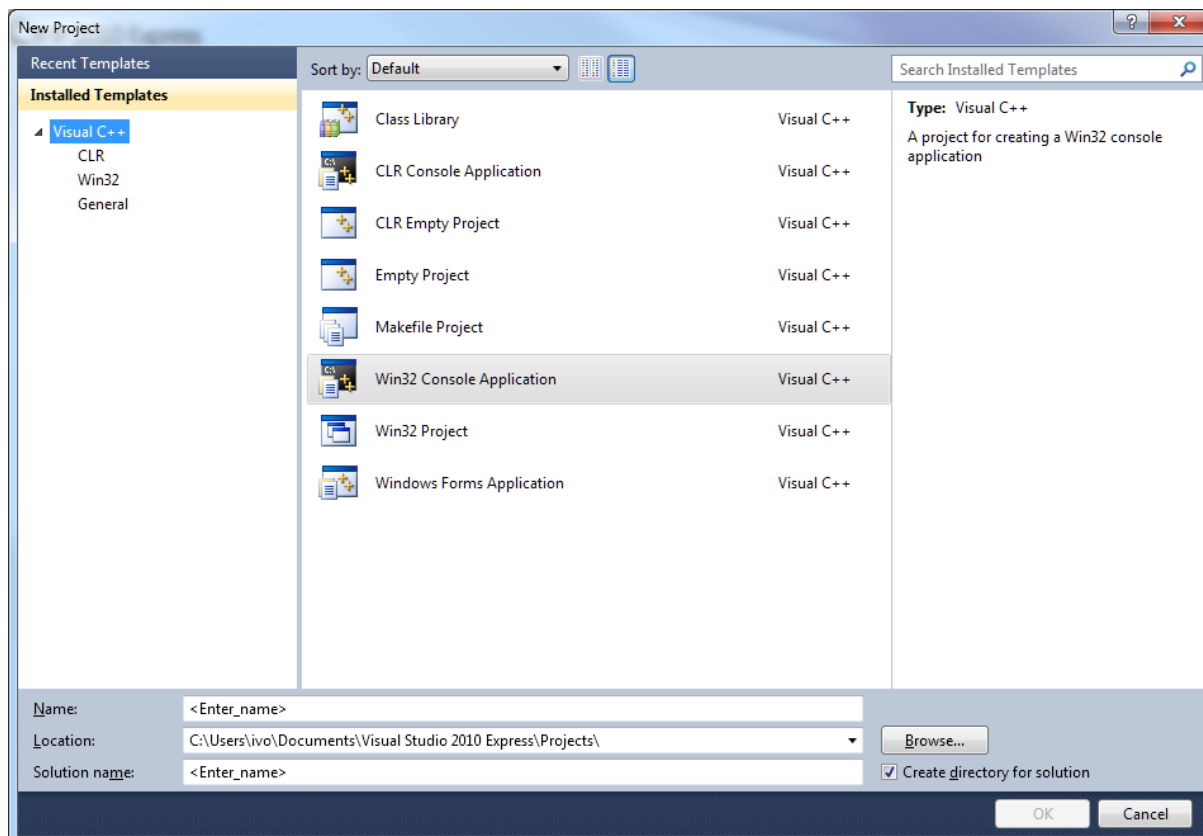 New Project
Recent Templates
Installed Templates
Visual C++
CLR
Win32
General
Sort by: Default
Search Installed Templates
Class Library Visual C++
CLR Console Application Visual C++
CLR Empty Project Visual C++
Empty Project Visual C++
Makefile Project Visual C++
Win32 Console Application Visual C++
Win32 Project Visual C++
Windows Forms Application Visual C++
Type: Visual C++
A project for creating a Win32 console
application
Name: <Enter_name>
Location: C:\Users\ivo\Documents\Visual Studio 2010 Express\Projects\ Browse...
Solution name: <Enter_name> Create directory for solution
OK Cancel